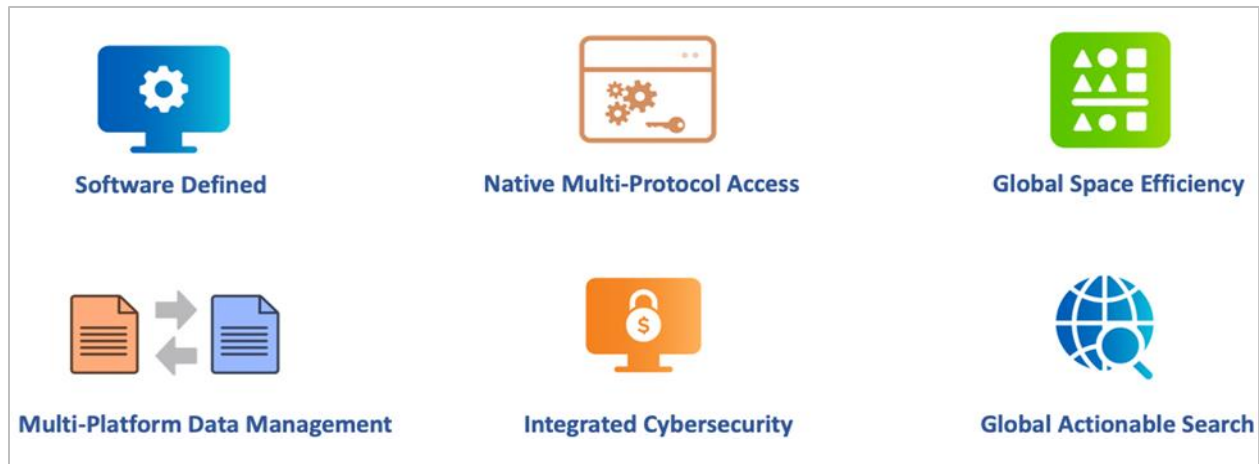 Software Defined
Native Multi-Protocol Access
Global Space Efficiency
$
Multi-Platform Data Management
Integrated Cybersecurity
Global Actionable Search